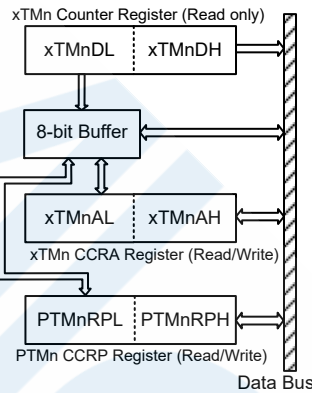 xTMn Counter Register (Read only)
xTMnDL xTMnDH
8-bit Buffer
xTMnAL xTMnAH
xTMn CCRA Register (Read/Write)
PTMnRPL PTMnRPH
PTMn CCRP Register (Read/Write)
Data Bus